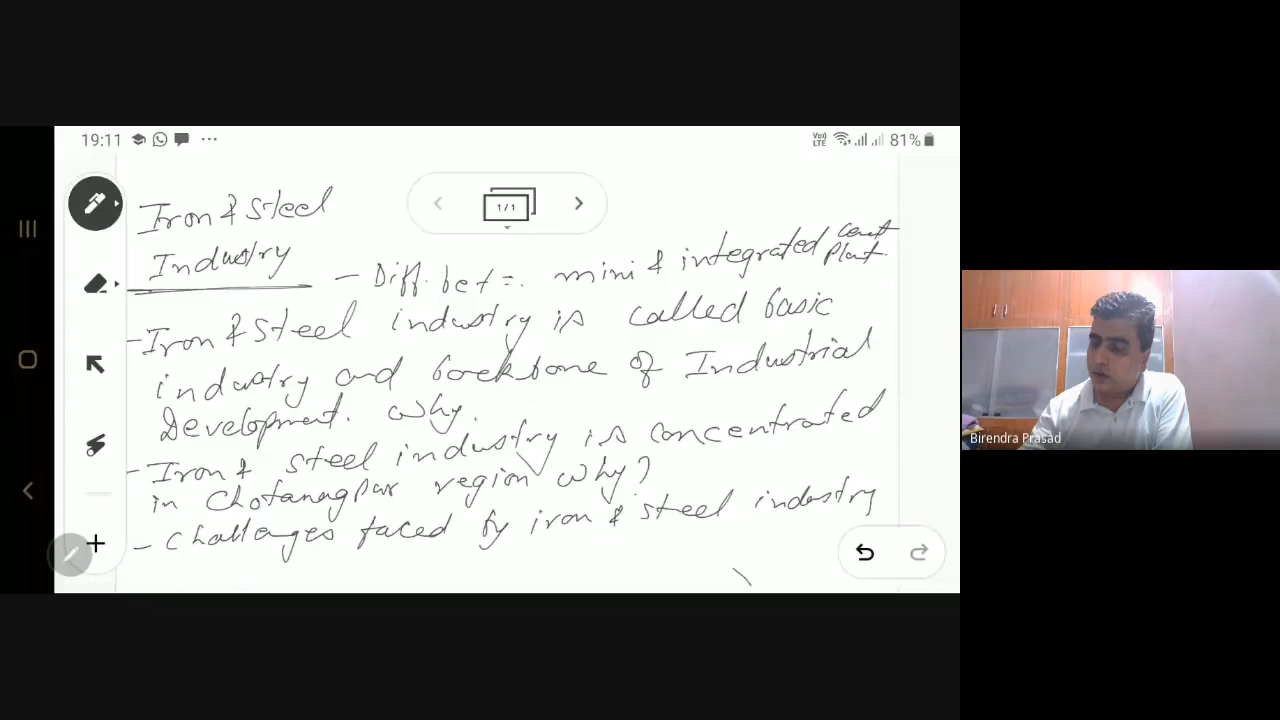 19:11 ... Vo) LTE 81%
1/1
Iron & Steel
Industry
- Diff. bet =. mini & integrated Plant.
- Iron & Steel industry is called basic
industry and backbone of Industrial
Development. Why.
- Iron & steel industry is concentrated
in Chotanagpur region why?
- challenges faced by iron & steel industry
Birendra Prasad